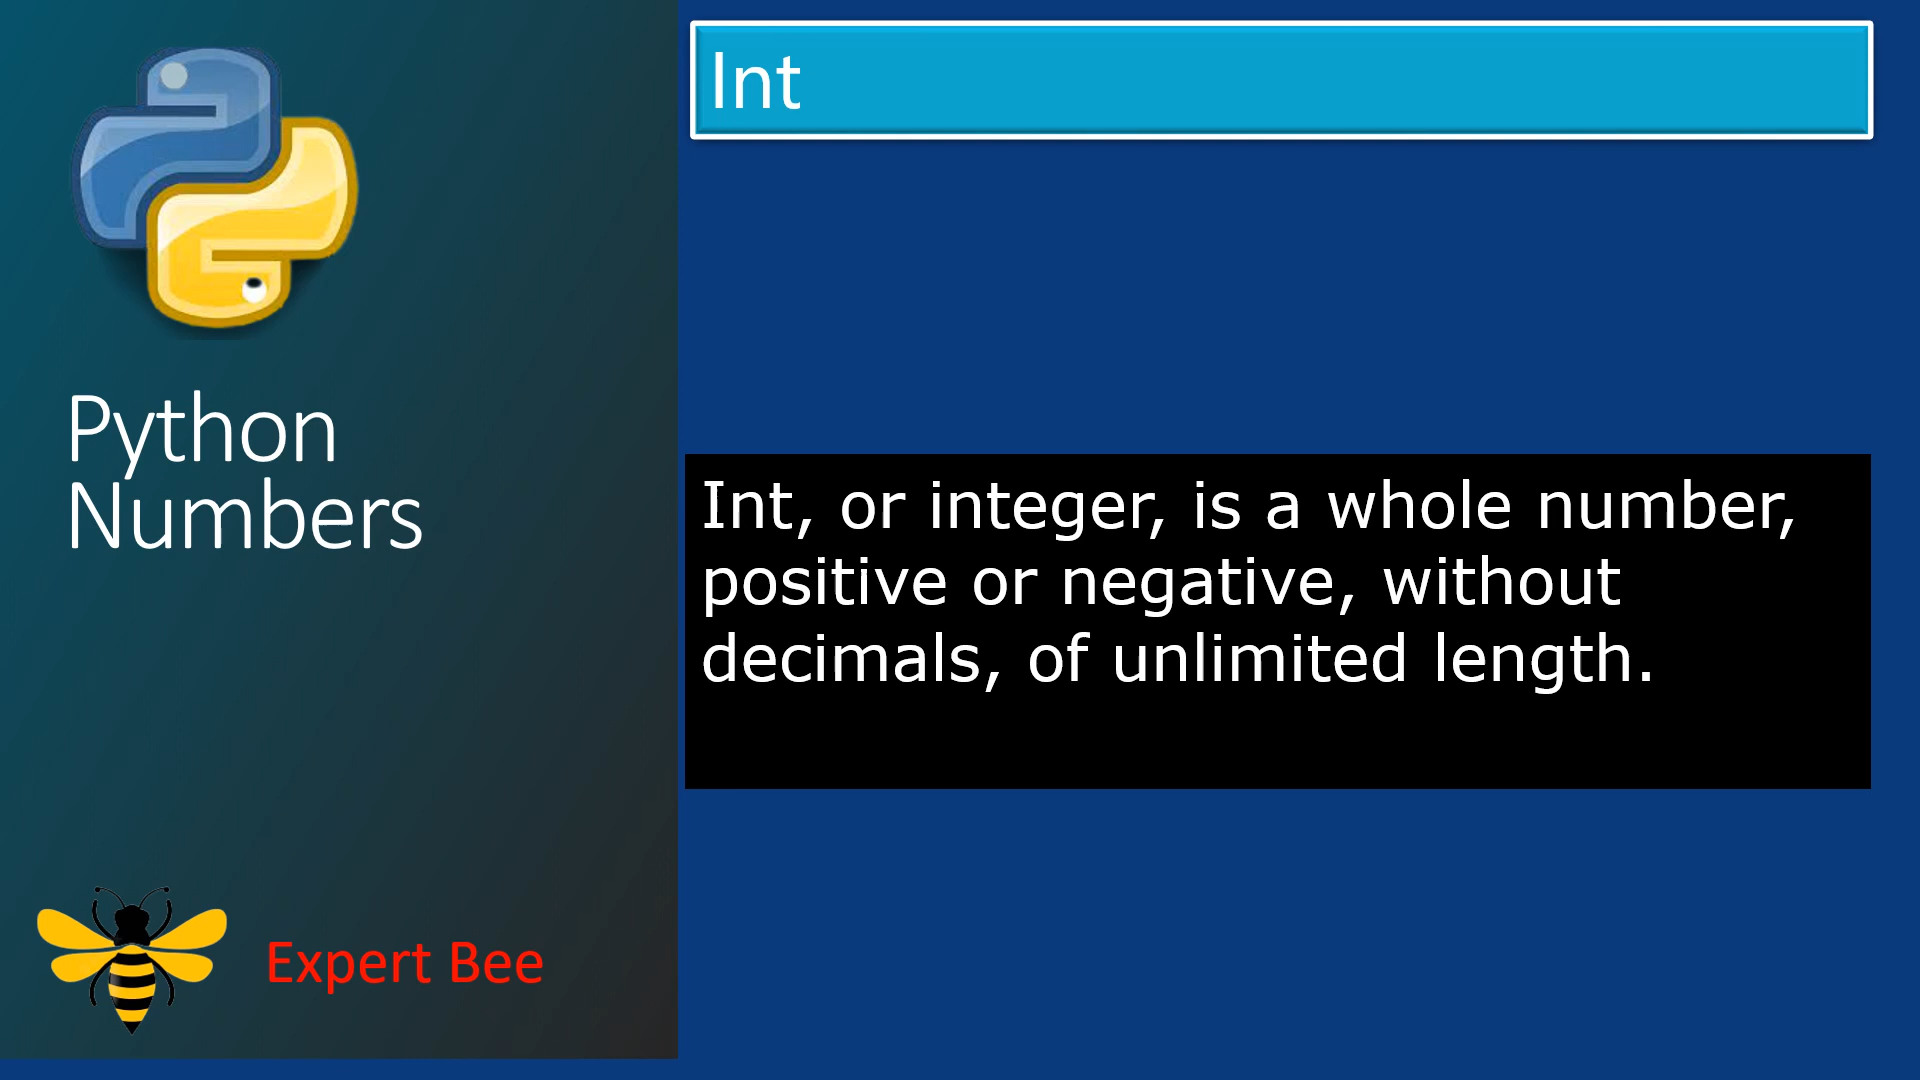 Python
Numbers
Expert Bee
Int
Int, or integer, is a whole number,
positive or negative, without
decimals, of unlimited length.